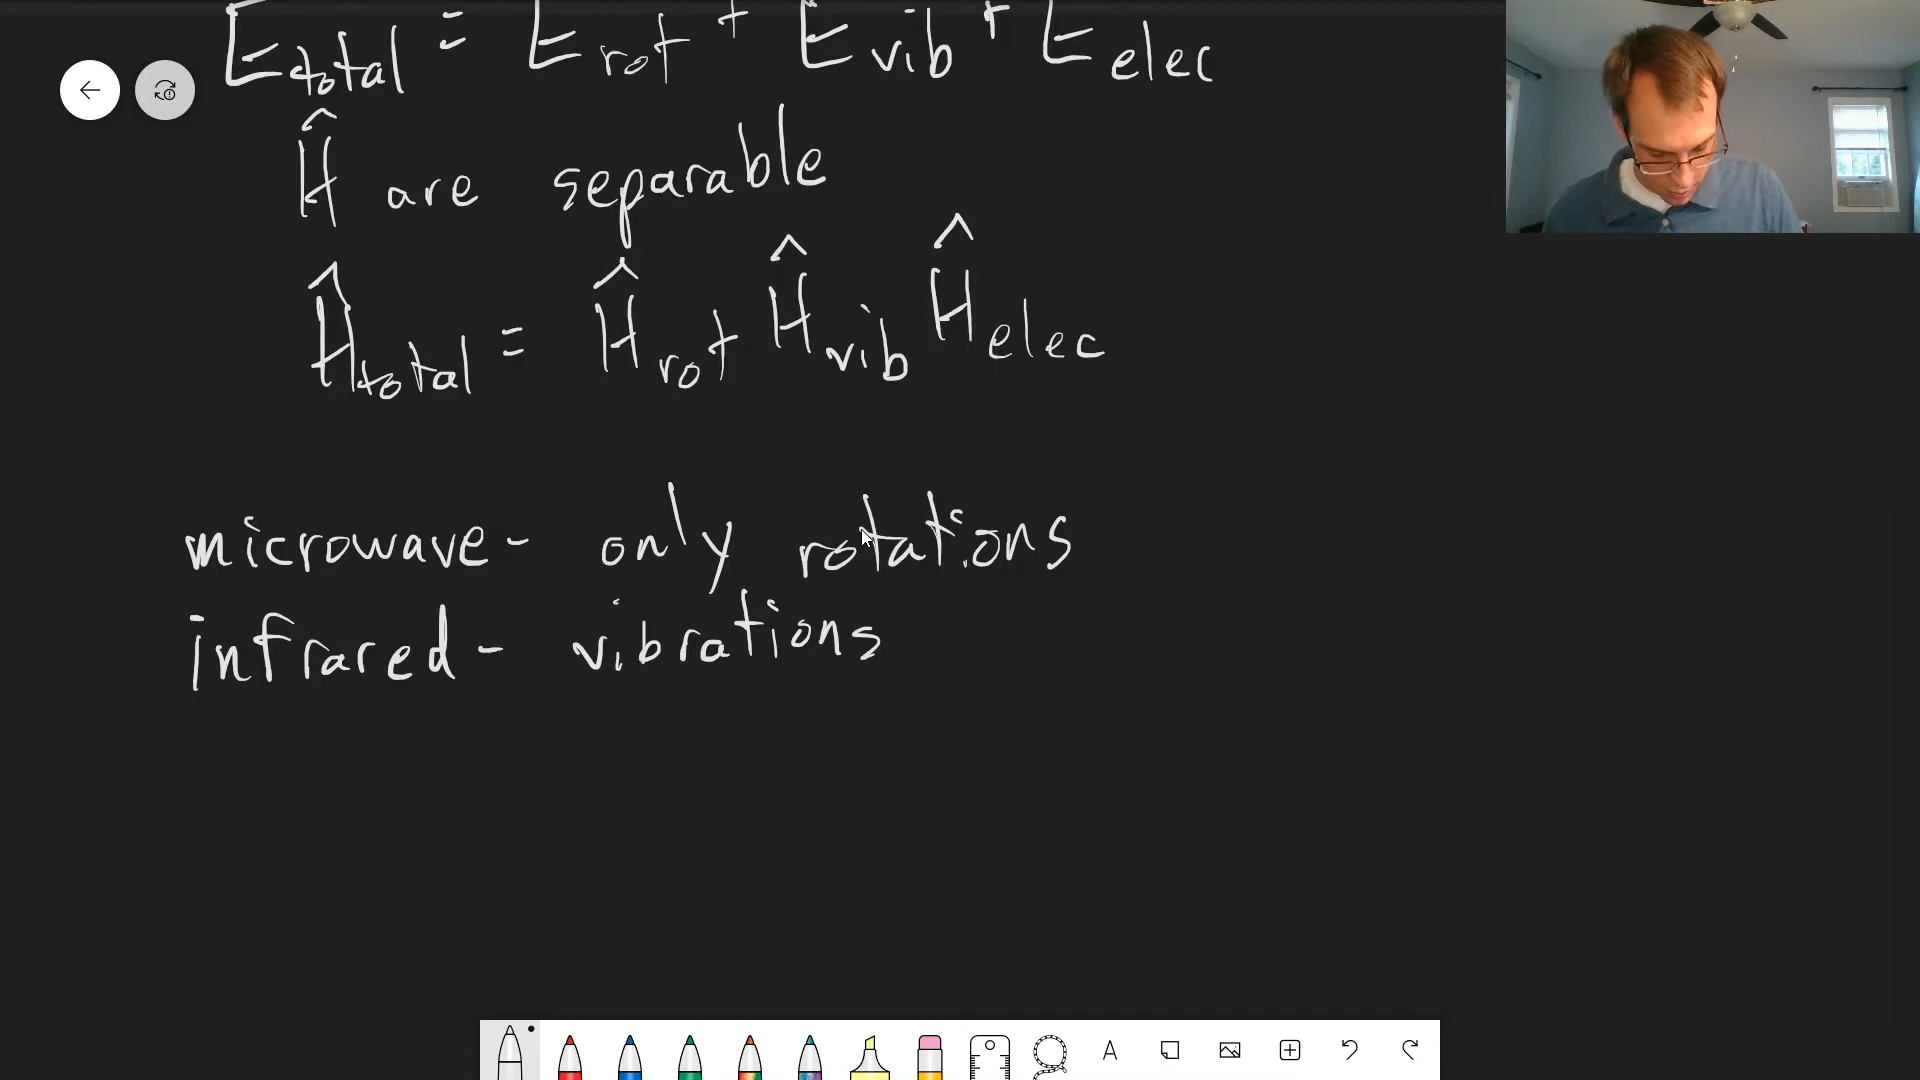 E_total = E_rot + E_vib + E_elec
Ĥ are separable
Ĥ_total = Ĥ_rot Ĥ_vib Ĥ_elec
microwave - only rotations
infrared - vibrations
A